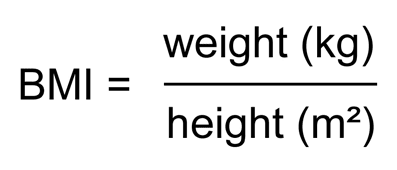 weight (kg)
BMI =
height (m²)